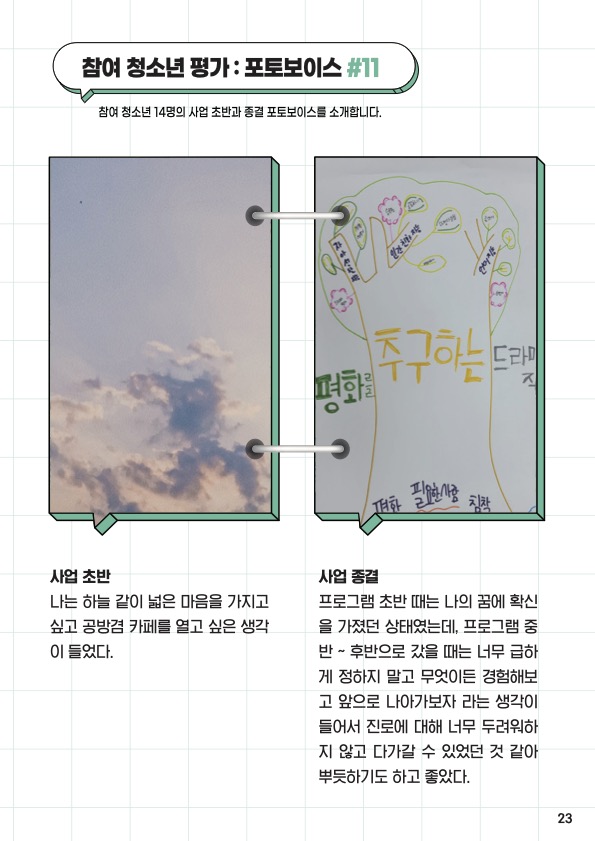 참여 청소년 평가 : 포토보이스 #11
참여 청소년 14명의 사업 초반과 종결 포토보이스를 소개합니다.
평화를
추구하는
드라마
작
평화
필요한사람
침착
사업 초반
나는 하늘 같이 넓은 마음을 가지고
싶고 공방겸 카페를 열고 싶은 생각
이 들었다.
사업 종결
프로그램 초반 때는 나의 꿈에 확신
을 가졌던 상태였는데, 프로그램 중
반 ~ 후반으로 갔을 때는 너무 급하
게 정하지 말고 무엇이든 경험해보
고 앞으로 나아가보자 라는 생각이
들어서 진로에 대해 너무 두려워하
지 않고 다가갈 수 있었던 것 같아
뿌듯하기도 하고 좋았다.
23